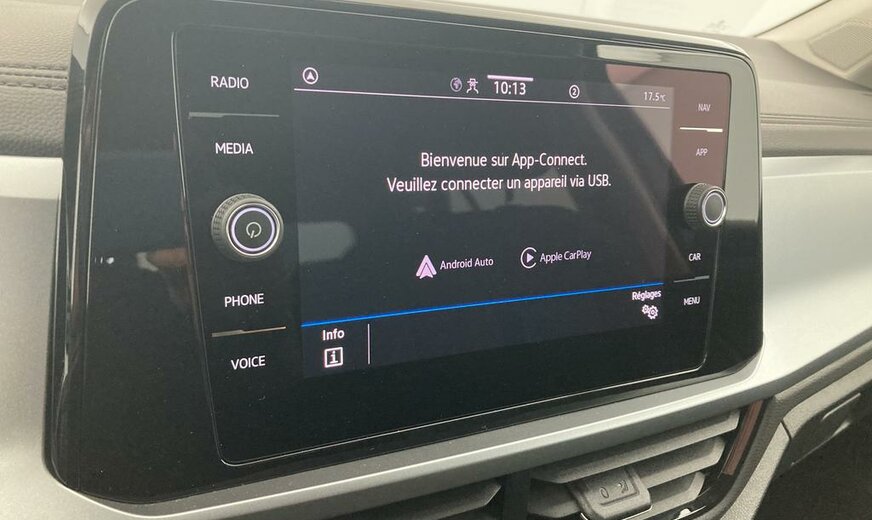 RADIO
MEDIA
PHONE
VOICE
10:13
2
17.5°C
Bienvenue sur App-Connect.
Veuillez connecter un appareil via USB.
Android Auto
Apple CarPlay
Info
i
Réglages
NAV
APP
CAR
MENU